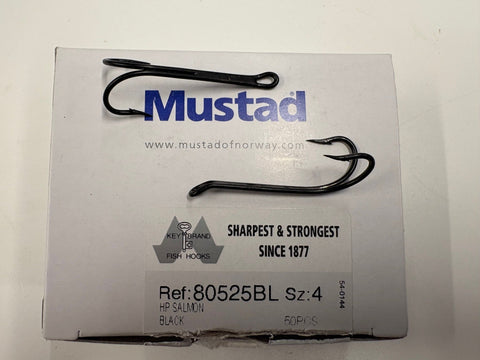 Mustad
www.mustadofnorway.com
KEY BRAND
FISH HOOKS
SHARPEST & STRONGEST
SINCE 1877
Ref:80525BL Sz:4
HP SALMON
BLACK 50PCS
54-0144